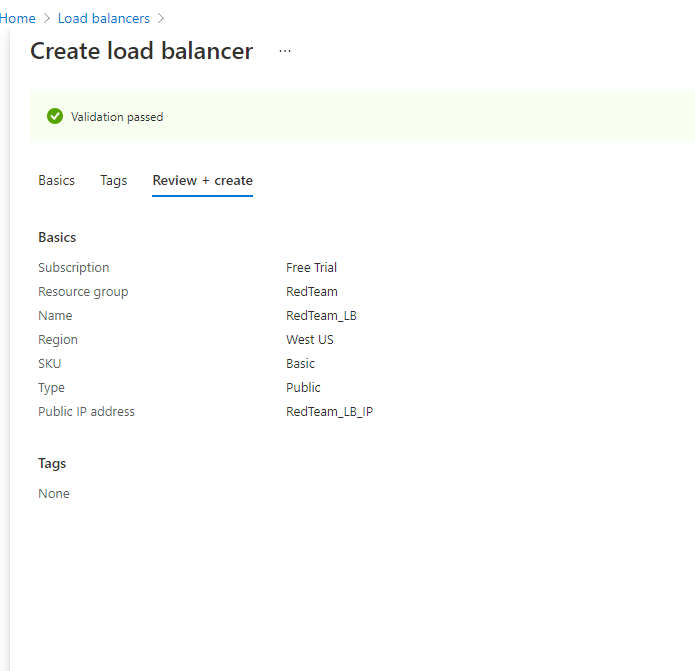 Home > Load balancers >
Create load balancer ...
Validation passed
Basics Tags Review + create
Basics
Subscription Free Trial
Resource group RedTeam
Name RedTeam_LB
Region West US
SKU Basic
Type Public
Public IP address RedTeam_LB_IP
Tags
None